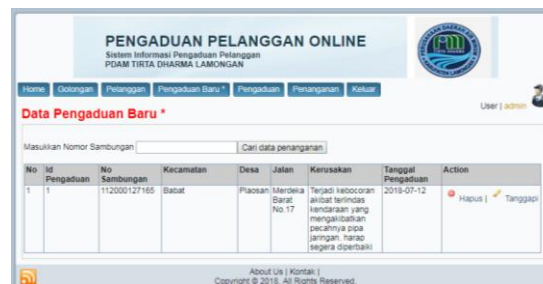 PENGADUAN PELANGGAN ONLINE
Sistem Informasi Pengaduan Pelanggan
PDAM TIRTA DHARMA LAMONGAN
Home Golongan Pelanggan Pengaduan Baru * Pengaduan Penanganan Keluar
User | admin
Data Pengaduan Baru *
Masukkan Nomor Sambungan Cari data penanganan
No Id Pengaduan No Sambungan Kecamatan Desa Jalan Kerusakan Tanggal Pengaduan Action
1 1 112000127165 Babat Plaosan Merdeka Barat No.17 Terjadi kebocoran akibat terlindas kendaraan yang mengakibatkan pecahnya pipa jaringan. harap segera diperbaiki 2018-07-12 Hapus | Tanggapi
About Us | Kontak |
Copyright © 2018. All Rights Reserved.